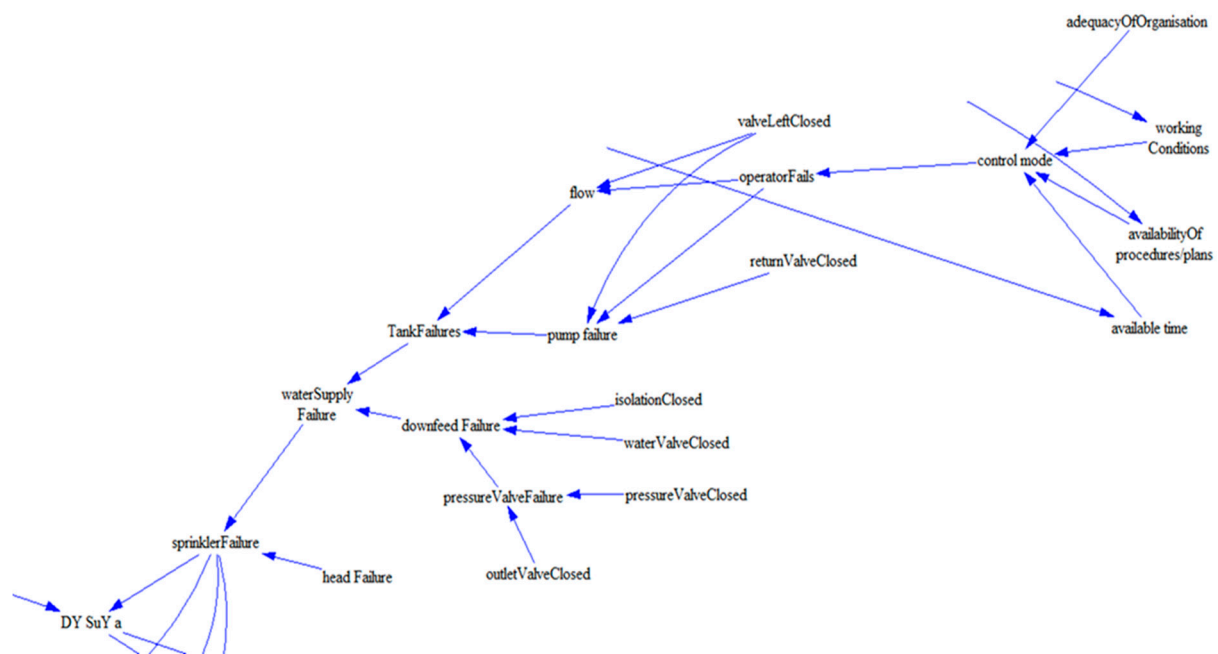 adequacyOfOrganisation
valveLeftClosed
working
Conditions
control mode
operatorFails
flow
availabilityOf
procedures/plans
returnValveClosed
available time
TankFailures
pump failure
waterSupply
Failure
isolationClosed
downfeed Failure
waterValveClosed
pressureValveFailure
pressureValveClosed
sprinklerFailure
head Failure
outletValveClosed
DY SuY a